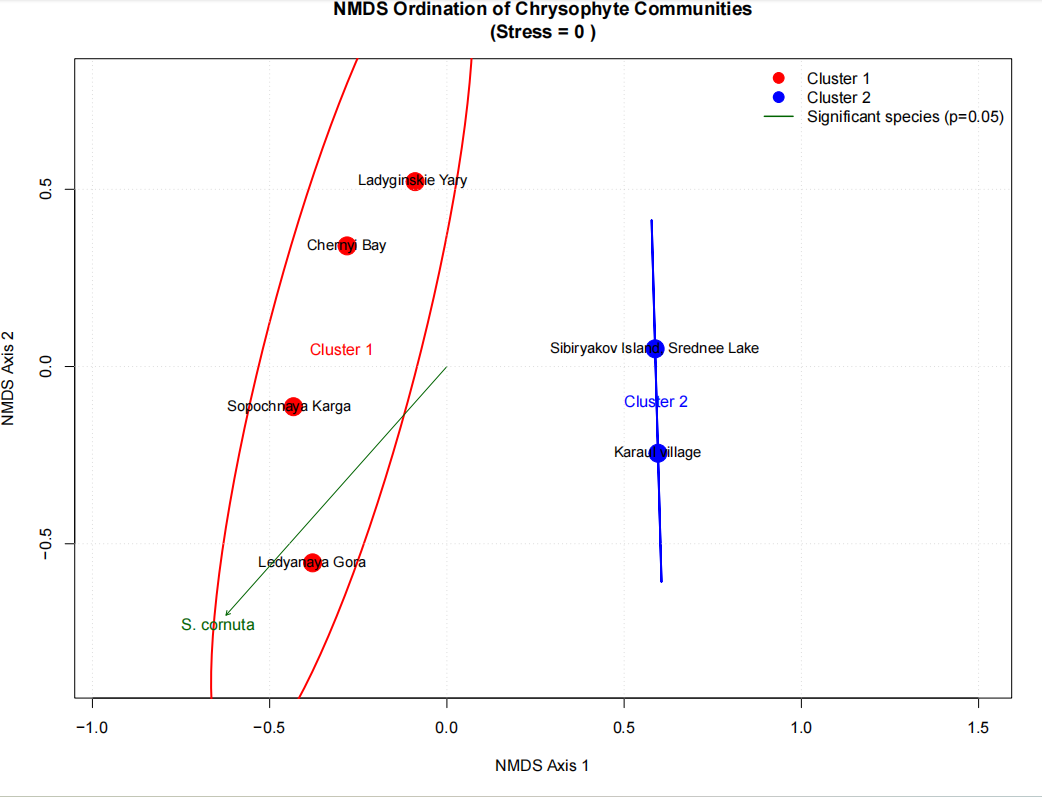 NMDS Ordination of Chrysophyte Communities
(Stress = 0 )
Cluster 1
Cluster 2
Significant species (p=0.05)
Ladyginskie Yary
Chernyi Bay
Sibiryakov Island, Srednee Lake
Cluster 1
Cluster 2
Sopochnaya Karga
Karaul village
Ledyanaya Gora
S. cornuta
NMDS Axis 2
0.5
0.0
−0.5
−1.0 −0.5 0.0 0.5 1.0 1.5
NMDS Axis 1